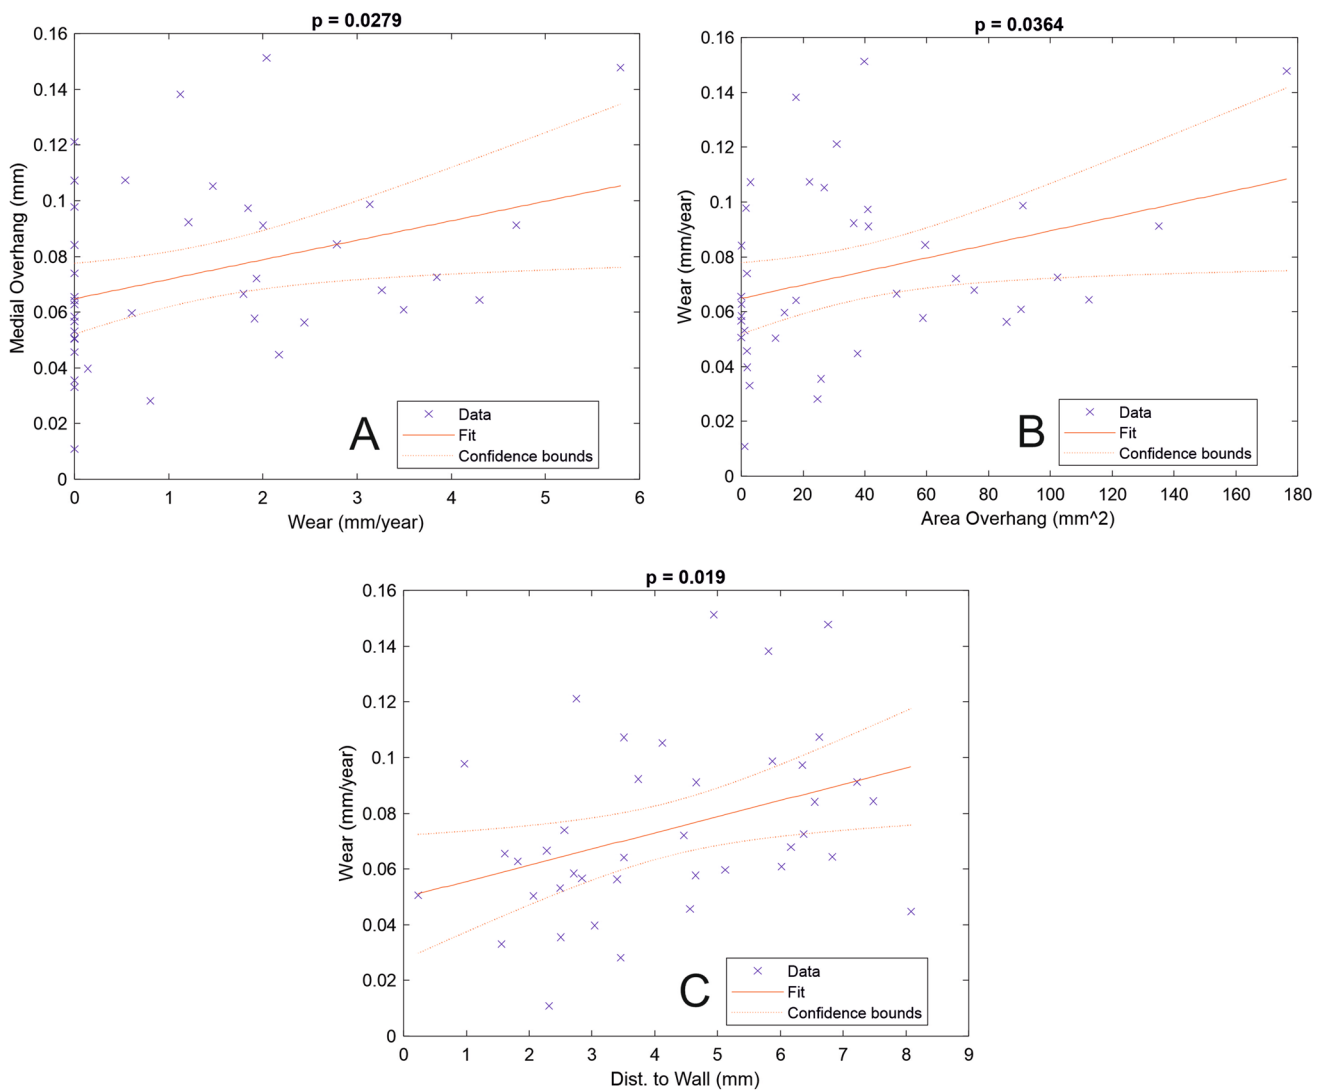 p = 0.0279
0.16
0.14
0.12
0.1
0.08
0.06
0.04
0.02
0
Medial Overhang (mm)
0 1 2 3 4 5 6
Wear (mm/year)
A
Data
Fit
Confidence bounds
p = 0.0364
0.16
0.14
0.12
0.1
0.08
0.06
0.04
0.02
0
Wear (mm/year)
0 20 40 60 80 100 120 140 160 180
Area Overhang (mm^2)
B
Data
Fit
Confidence bounds
p = 0.019
0.16
0.14
0.12
0.1
0.08
0.06
0.04
0.02
0
Wear (mm/year)
0 1 2 3 4 5 6 7 8 9
Dist. to Wall (mm)
C
Data
Fit
Confidence bounds